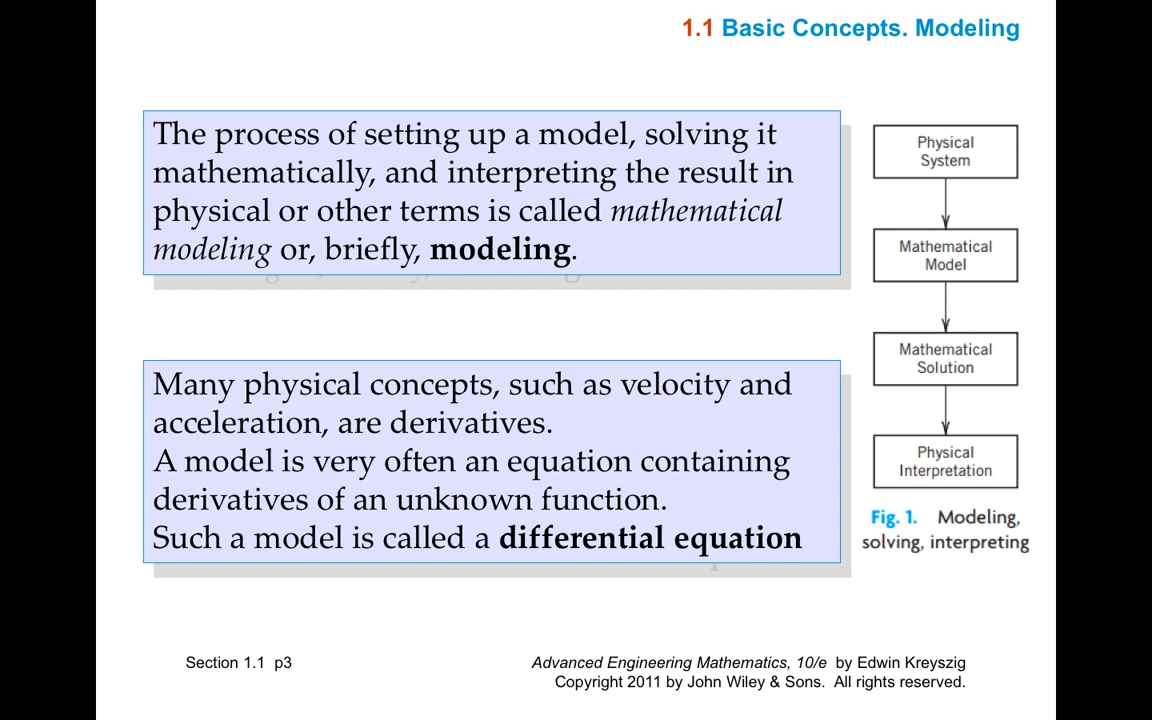 1.1 Basic Concepts. Modeling
The process of setting up a model, solving it
mathematically, and interpreting the result in
physical or other terms is called mathematical
modeling or, briefly, modeling.
Many physical concepts, such as velocity and
acceleration, are derivatives.
A model is very often an equation containing
derivatives of an unknown function.
Such a model is called a differential equation
Physical
System
Mathematical
Model
Mathematical
Solution
Physical
Interpretation
Fig. 1. Modeling,
solving, interpreting
Section 1.1 p3
Advanced Engineering Mathematics, 10/e by Edwin Kreyszig
Copyright 2011 by John Wiley & Sons. All rights reserved.